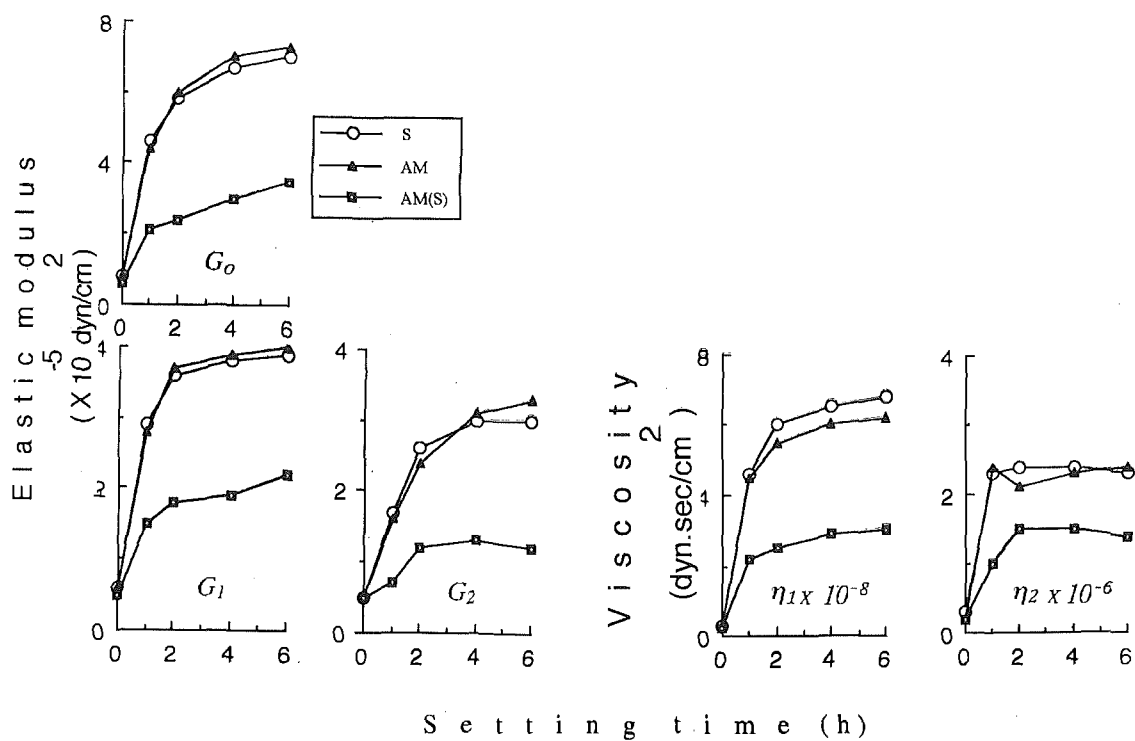 Elastic modulus
(X 10-5 dyn/cm2)
8
4
0
0 2 4 6
G0
S
AM
AM(S)
4
2
0
0 2 4 6
G1
4
2
0
0 2 4 6
G2
Viscosity
(dyn.sec/cm2)
8
4
0
0 2 4 6
η1 x 10-8
4
2
0
0 2 4 6
η2 x 10-6
Setting time (h)